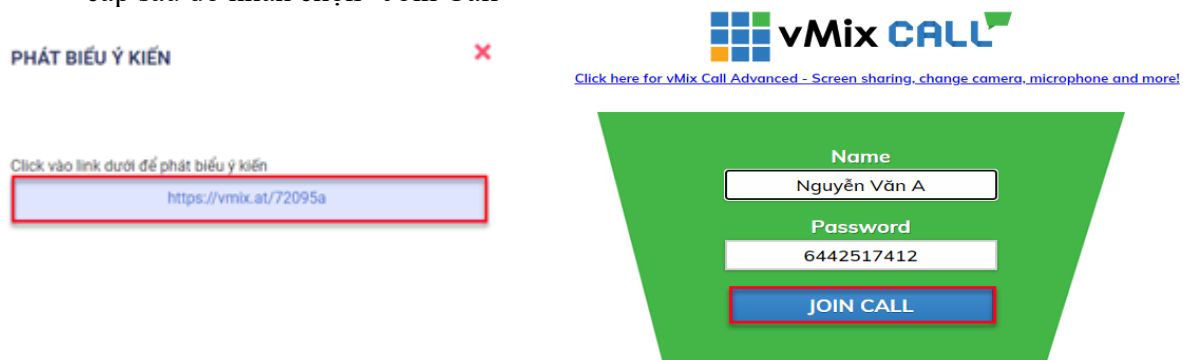 PHÁT BIỂU Ý KIẾN
Click vào link dưới để phát biểu ý kiến
https://vmix.at/72095a
vMix CALL
Click here for vMix Call Advanced - Screen sharing, change camera, microphone and more!
Name
Nguyễn Văn A
Password
6442517412
JOIN CALL